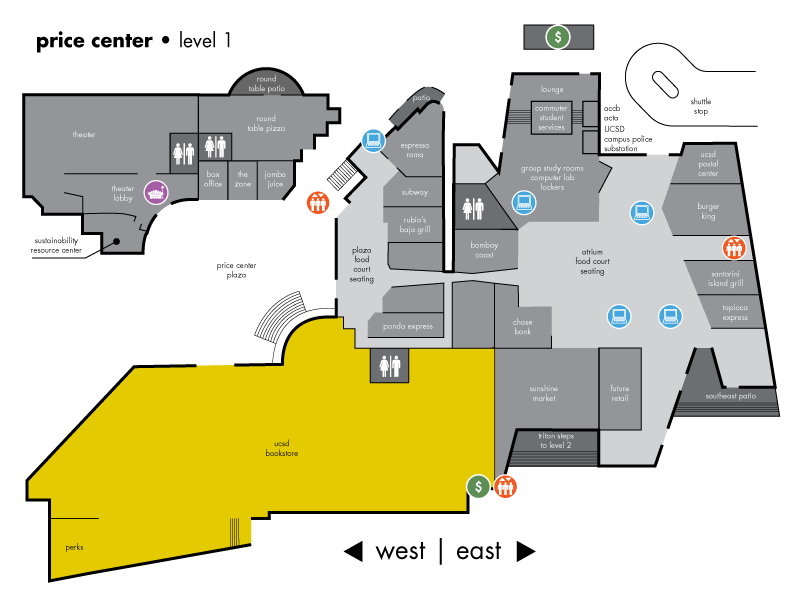 price center • level 1
$
round
table patio
patio
lounge
shuttle
stop
theater
round
table pizza
commuter
student
services
accb
acta
UCSD
campus police
substation
espresso
roma
ucsd
postal
center
box
office
the
zone
jamba
juice
group study rooms
computer lab
lockers
theater
lobby
subway
burger
king
rubio's
baja grill
sustainability
resource center
bombay
coast
plaza
food
court
seating
atrium
food court
seating
price center
plaza
santorini
island grill
tapioca
express
panda express
chase
bank
sunshine
market
future
retail
southeast patio
ucsd
bookstore
triton steps
to level 2
$
perks
◀ west | east ▶